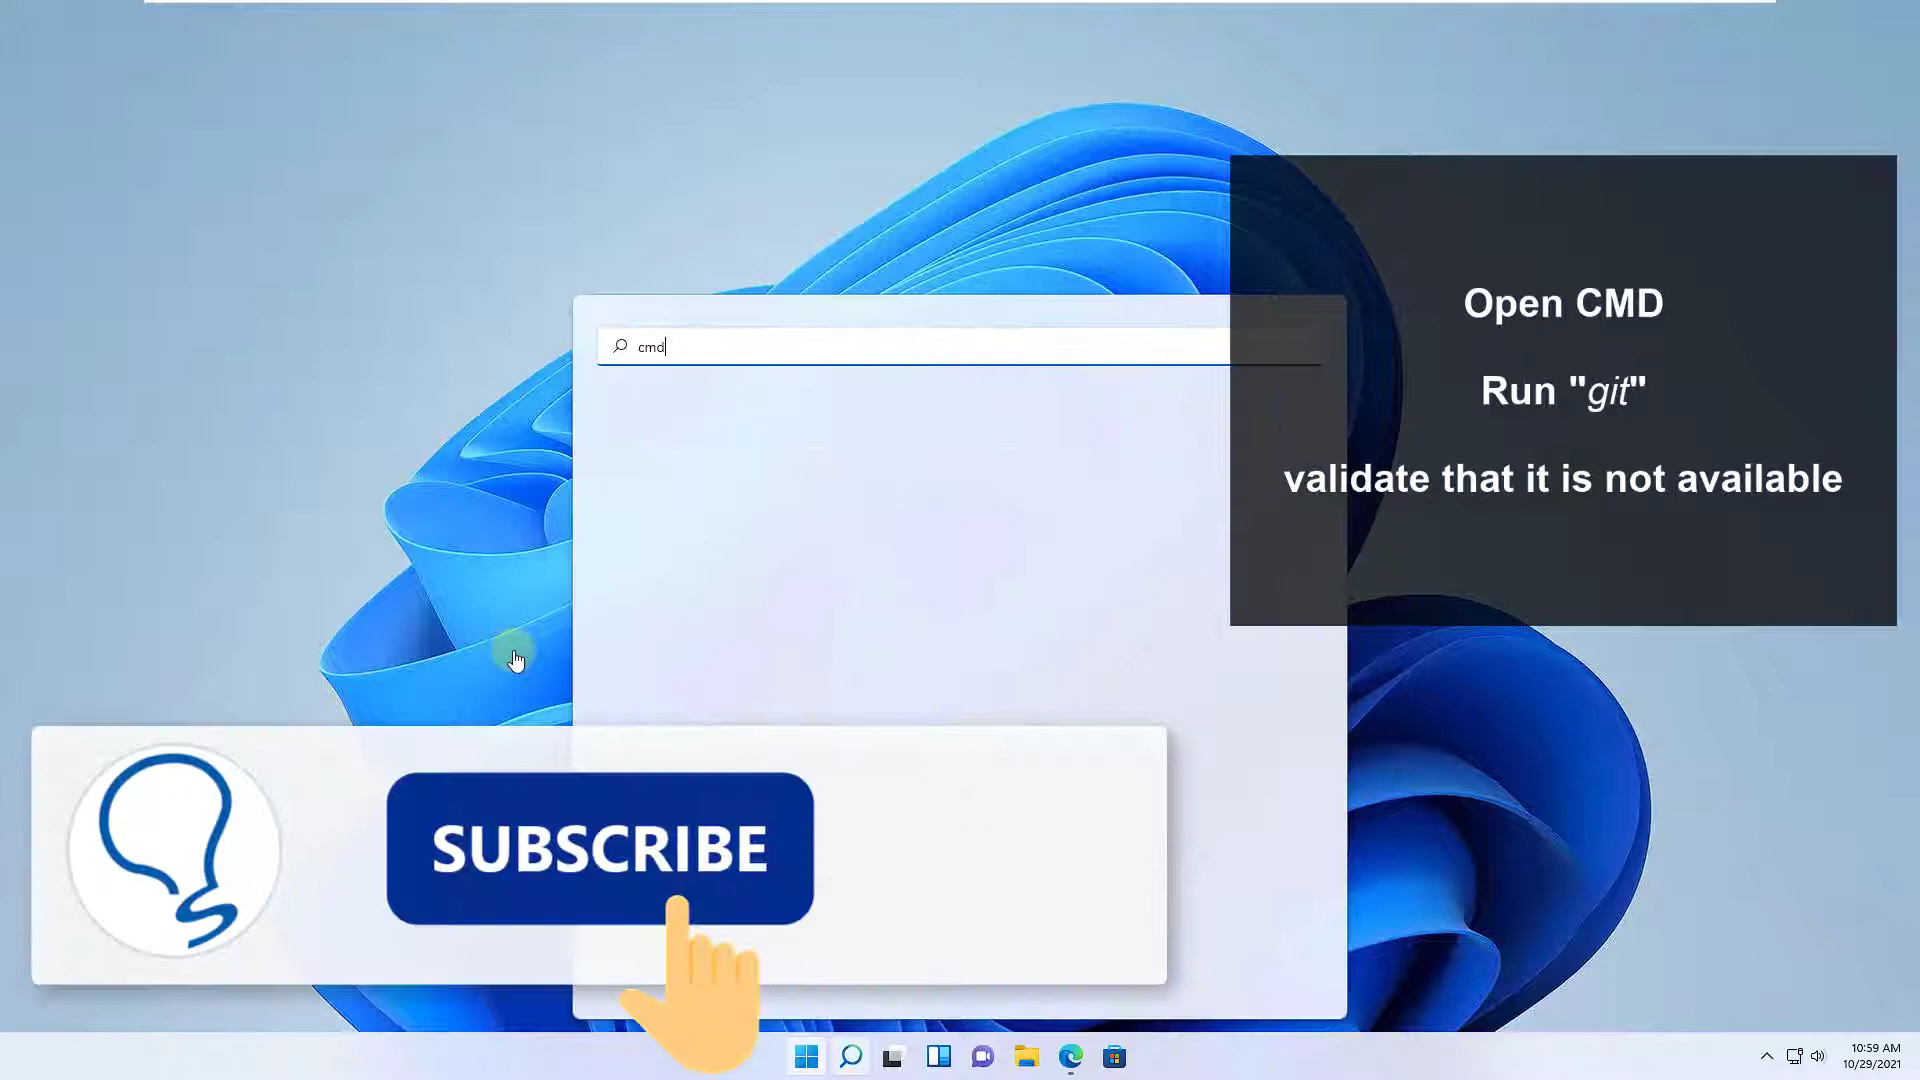 cmd
Open CMD
Run "git"
validate that it is not available
SUBSCRIBE
10:59 AM
10/29/2021